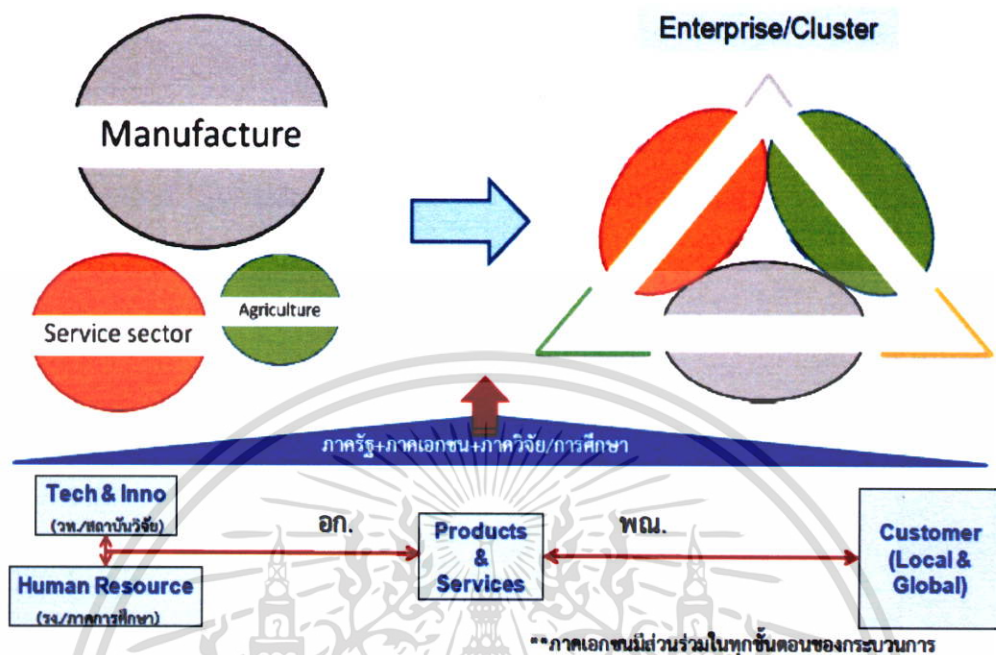 Enterprise/Cluster
Manufacture
Service sector
Agriculture
ภาครัฐ+ภาคเอกชน+ภาควิจัย/การศึกษา
Tech & Inno
(วท./สถาบันวิจัย)
Human Resource
(รง./ภาคการศึกษา)
อก.
Products
&
Services
พณ.
Customer
(Local &
Global)
**ภาคเอกชนมีส่วนร่วมในทุกขั้นตอนของกระบวนการ